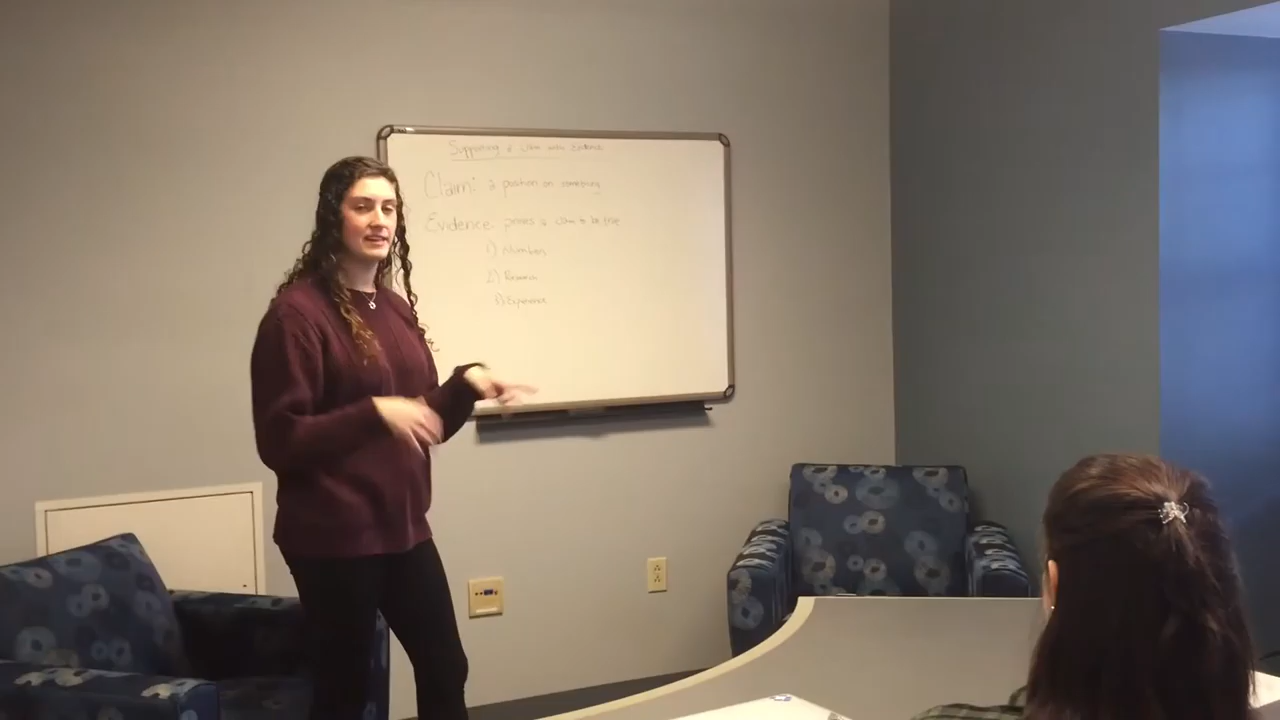 Supporting a Claim with Evidence
Claim: a position on something
Evidence: proves a claim to be true
1) Numbers
2) Research
3) Experience